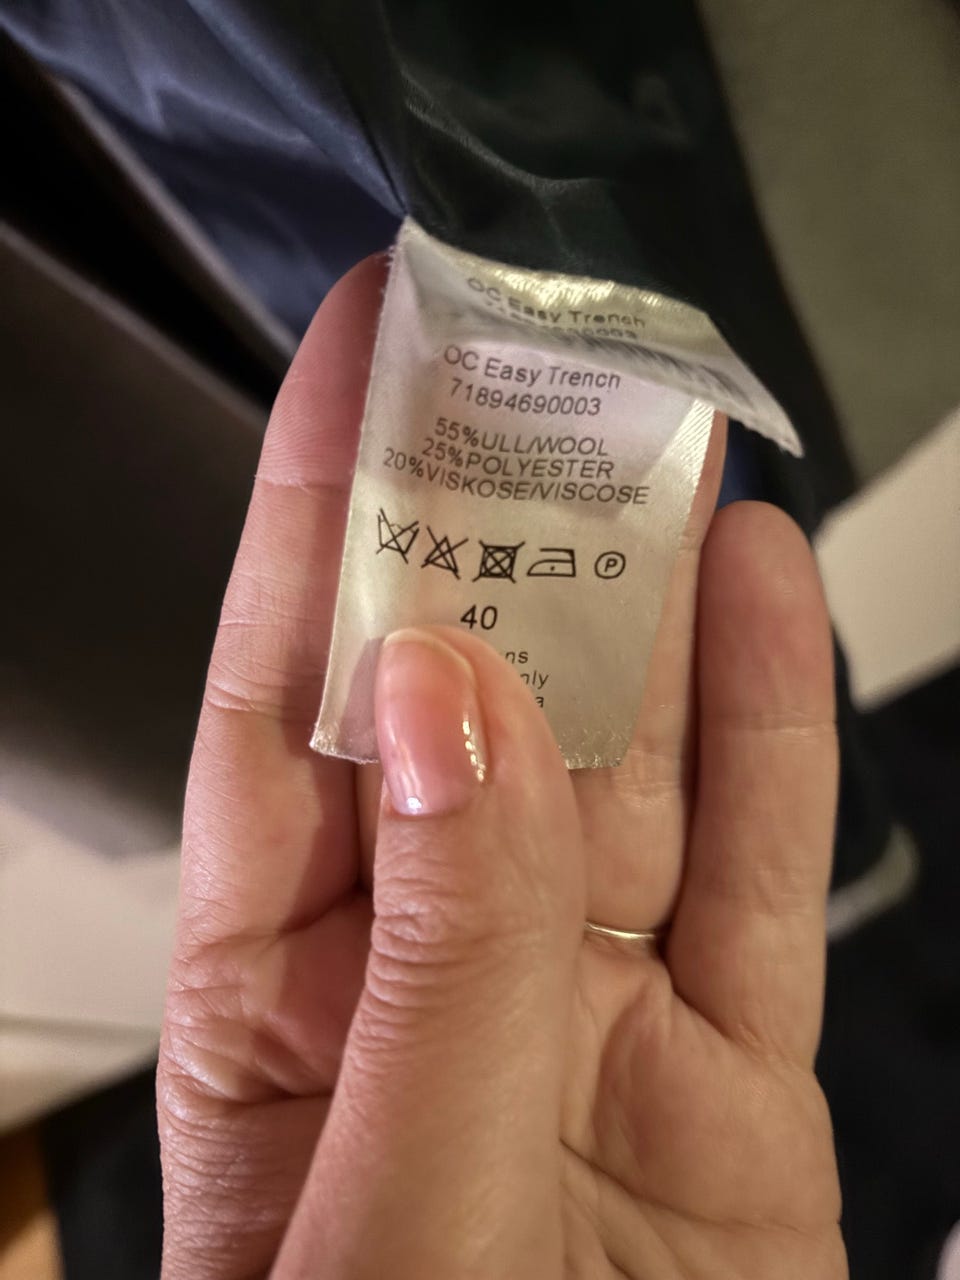 OC Easy Trench
OC Easy Trench
71894690003
55%ULL/WOOL
25%POLYESTER
20%VISKOSE/VISCOSE
P
40